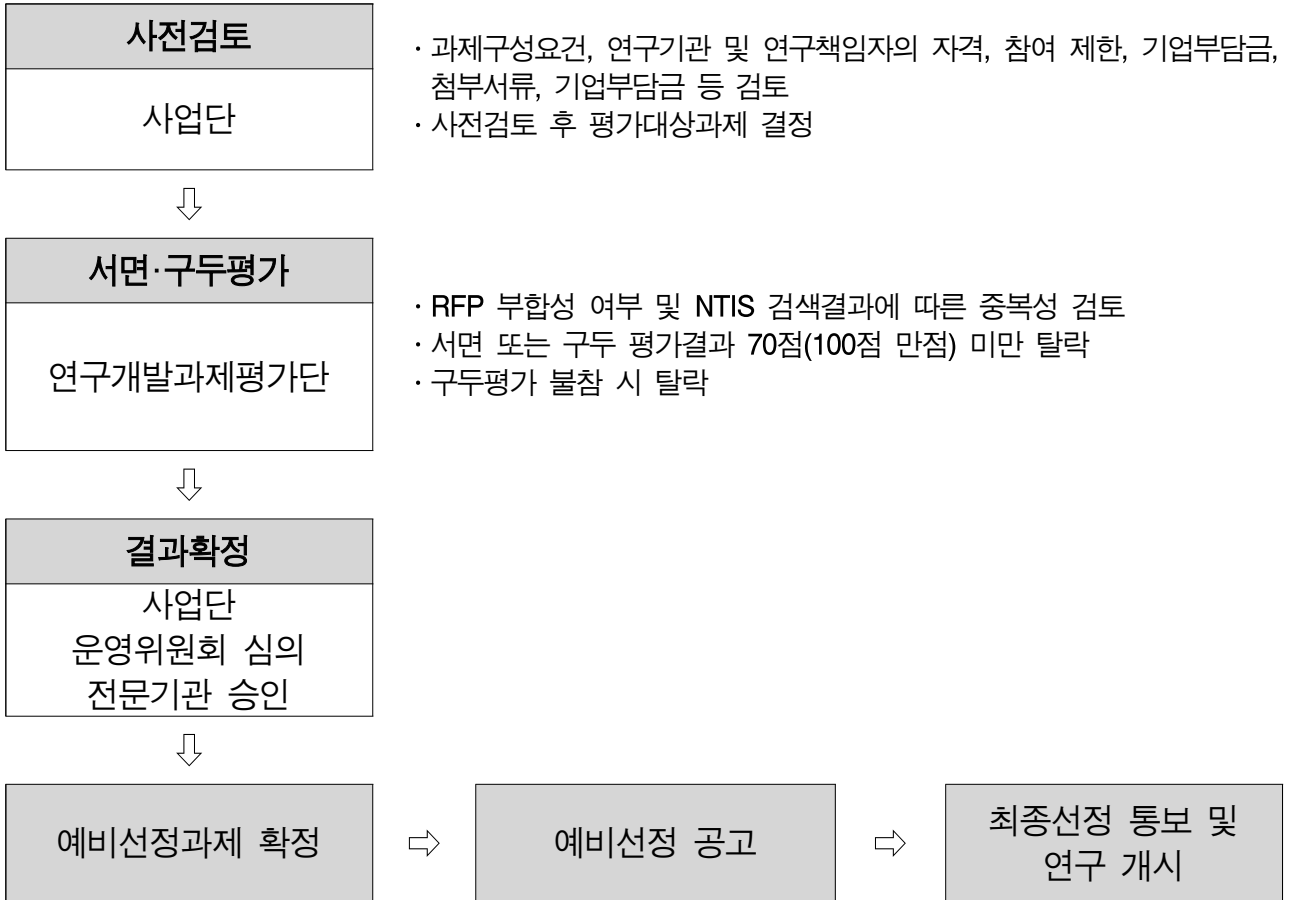 사전검토
사업단
· 과제구성요건, 연구기관 및 연구책임자의 자격, 참여 제한, 기업부담금,
첨부서류, 기업부담금 등 검토
· 사전검토 후 평가대상과제 결정
서면·구두평가
연구개발과제평가단
· RFP 부합성 여부 및 NTIS 검색결과에 따른 중복성 검토
· 서면 또는 구두 평가결과 70점(100점 만점) 미만 탈락
· 구두평가 불참 시 탈락
결과확정
사업단
운영위원회 심의
전문기관 승인
예비선정과제 확정
예비선정 공고
최종선정 통보 및
연구 개시